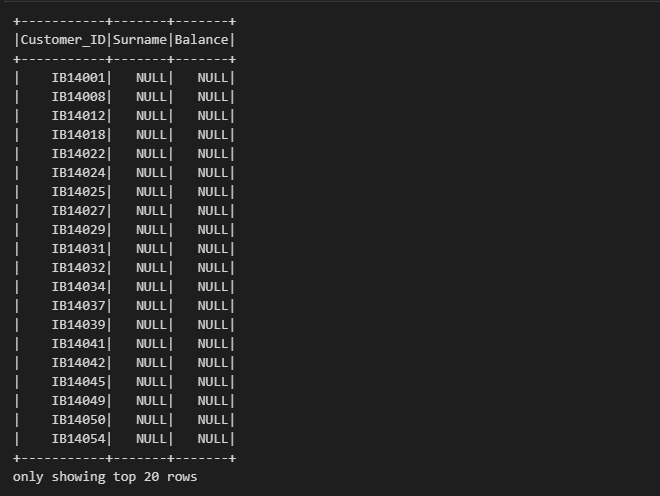 +-----------+-------+-------+
|Customer_ID|Surname|Balance|
+-----------+-------+-------+
|    IB14001|   NULL|   NULL|
|    IB14008|   NULL|   NULL|
|    IB14012|   NULL|   NULL|
|    IB14018|   NULL|   NULL|
|    IB14022|   NULL|   NULL|
|    IB14024|   NULL|   NULL|
|    IB14025|   NULL|   NULL|
|    IB14027|   NULL|   NULL|
|    IB14029|   NULL|   NULL|
|    IB14031|   NULL|   NULL|
|    IB14032|   NULL|   NULL|
|    IB14034|   NULL|   NULL|
|    IB14037|   NULL|   NULL|
|    IB14039|   NULL|   NULL|
|    IB14041|   NULL|   NULL|
|    IB14042|   NULL|   NULL|
|    IB14045|   NULL|   NULL|
|    IB14049|   NULL|   NULL|
|    IB14050|   NULL|   NULL|
|    IB14054|   NULL|   NULL|
+-----------+-------+-------+
only showing top 20 rows